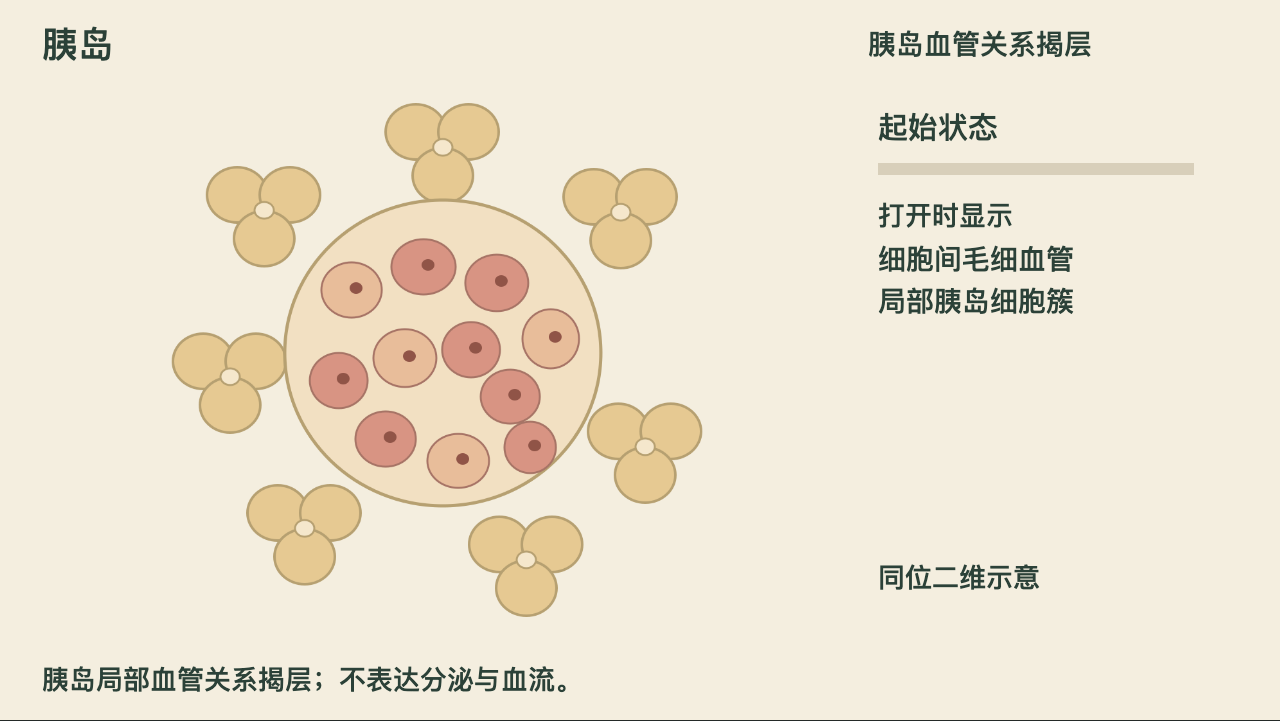 胰岛
胰岛血管关系揭层
起始状态
打开时显示
细胞间毛细血管
局部胰岛细胞簇
同位二维示意
胰岛局部血管关系揭层；不表达分泌与血流。